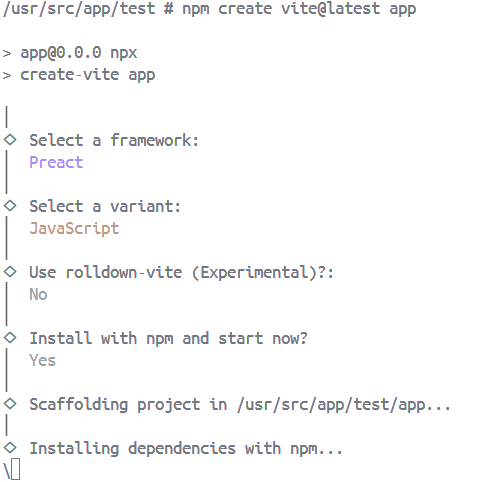 /usr/src/app/test # npm create vite@latest app
> app@0.0.0 npx
> create-vite app
│
◇ Select a framework:
│ Preact
│
◇ Select a variant:
│ JavaScript
│
◇ Use rolldown-vite (Experimental)?:
│ No
│
◇ Install with npm and start now?
│ Yes
│
◇ Scaffolding project in /usr/src/app/test/app...
│
◇ Installing dependencies with npm...
\